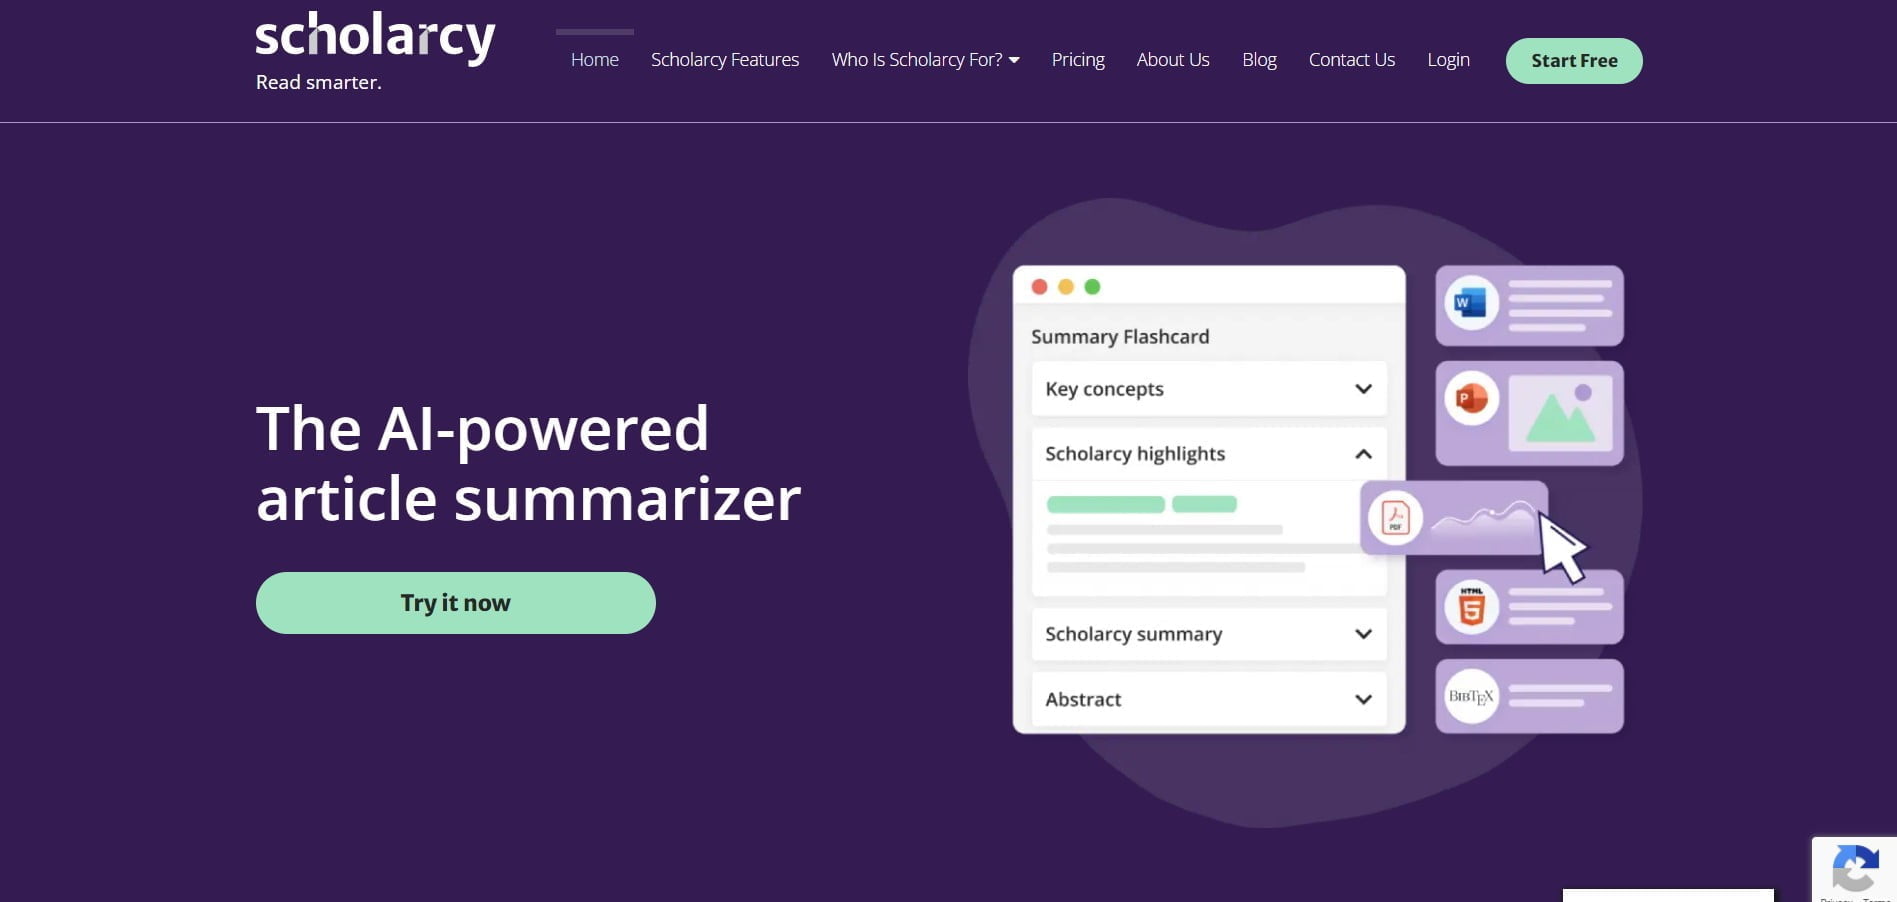 scholarcy
Read smarter.
Home
Scholarcy Features
Who Is Scholarcy For?
Pricing
About Us
Blog
Contact Us
Login
Start Free
The AI-powered
article summarizer
Try it now
Summary Flashcard
Key concepts
Scholarcy highlights
Scholarcy summary
Abstract
W
P
PDF
HTML
5
BIBTEX